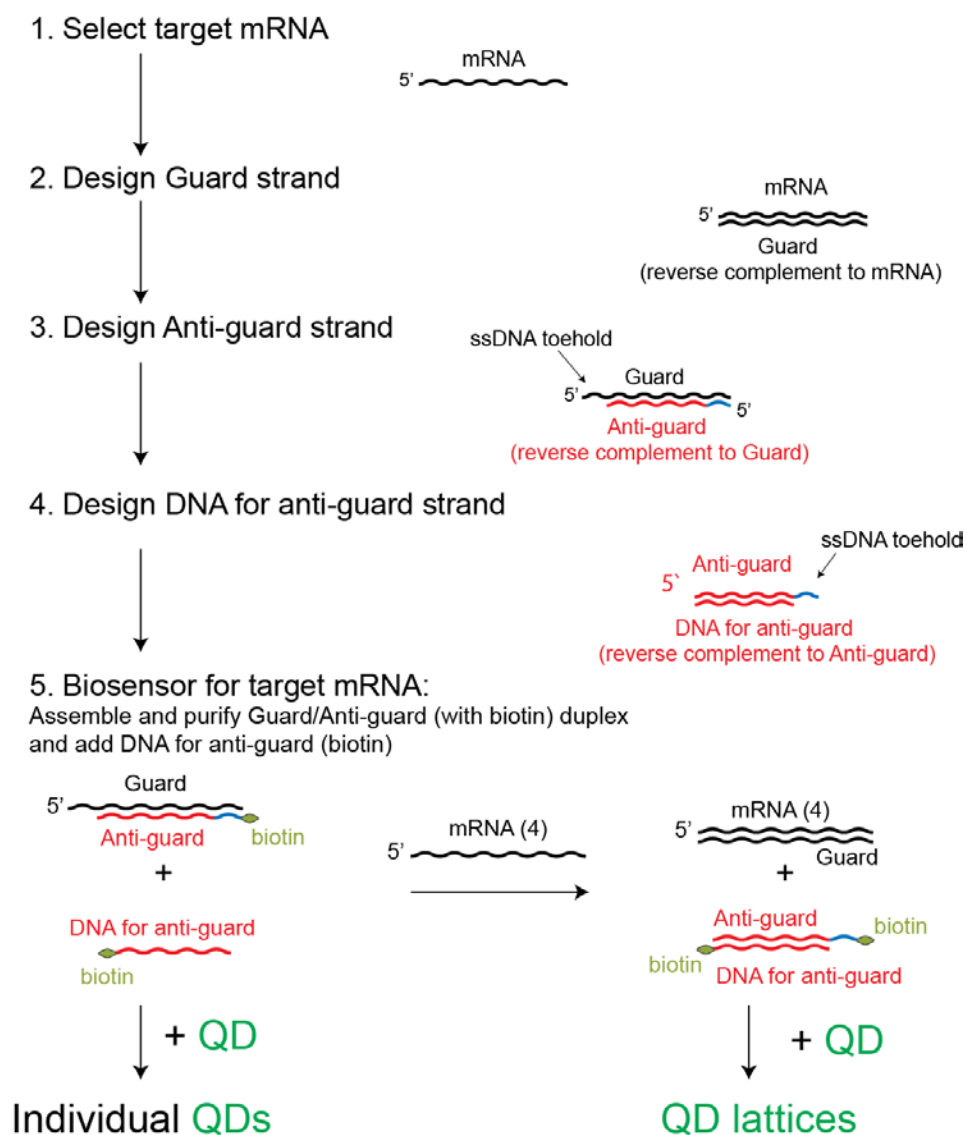 1. Select target mRNA
mRNA
5'
2. Design Guard strand
mRNA
5'
Guard
(reverse complement to mRNA)
3. Design Anti-guard strand
ssDNA toehold
Guard
5'
5'
Anti-guard
(reverse complement to Guard)
4. Design DNA for anti-guard strand
ssDNA toehold
Anti-guard
5`
DNA for anti-guard
(reverse complement to Anti-guard)
5. Biosensor for target mRNA:
Assemble and purify Guard/Anti-guard (with biotin) duplex
and add DNA for anti-guard (biotin)
Guard
5'
Anti-guard
biotin
+
DNA for anti-guard
biotin
mRNA (4)
5'
mRNA (4)
5'
Guard
+
Anti-guard
biotin
biotin
DNA for anti-guard
+ QD
+ QD
Individual QDs
QD lattices